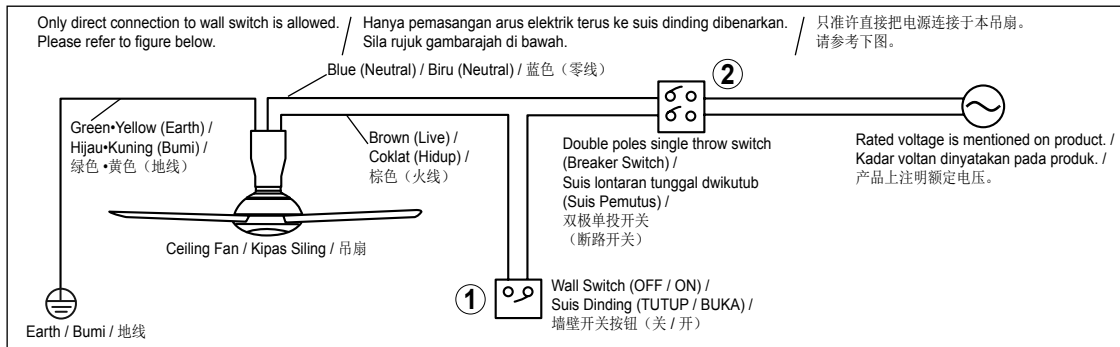 Only direct connection to wall switch is allowed. /
Please refer to figure below.
Hanya pemasangan arus elektrik terus ke suis dinding dibenarkan. /
Sila rujuk gambarajah di bawah.
只准许直接把电源连接于本吊扇。
请参考下图。
Blue (Neutral) / Biru (Neutral) / 蓝色（零线）
2
Green•Yellow (Earth) /
Hijau•Kuning (Bumi) /
绿色 •黄色（地线）
Brown (Live) /
Coklat (Hidup) /
棕色（火线）
Double poles single throw switch
(Breaker Switch) /
Suis lontaran tunggal dwikutub
(Suis Pemutus) /
双极单投开关
（断路开关）
Rated voltage is mentioned on product. /
Kadar voltan dinyatakan pada produk. /
产品上注明额定电压。
Ceiling Fan / Kipas Siling / 吊扇
1
Wall Switch (OFF / ON) /
Suis Dinding (TUTUP / BUKA) /
墙壁开关按钮（关 / 开）
Earth / Bumi / 地线